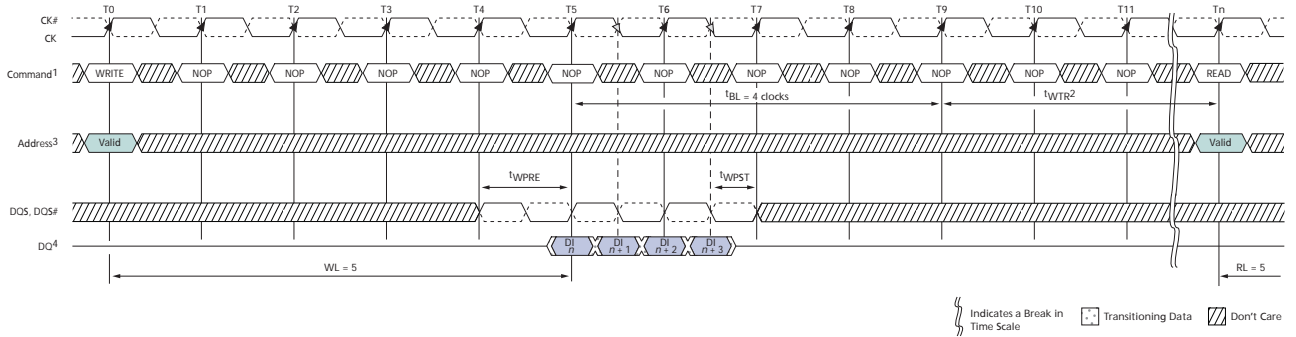 T0 T1 T2 T3 T4 T5 T6 T7 T8 T9 T10 T11 Tn
CK#
CK
Command1 WRITE NOP NOP NOP NOP NOP NOP NOP NOP NOP NOP NOP READ
tBL = 4 clocks tWTR2
Address3 Valid Valid
tWPRE tWPST
DQS, DQS#
DQ4 DI n DI n + 1 DI n + 2 DI n + 3
WL = 5 RL = 5
Indicates a Break in
Time Scale Transitioning Data Don't Care